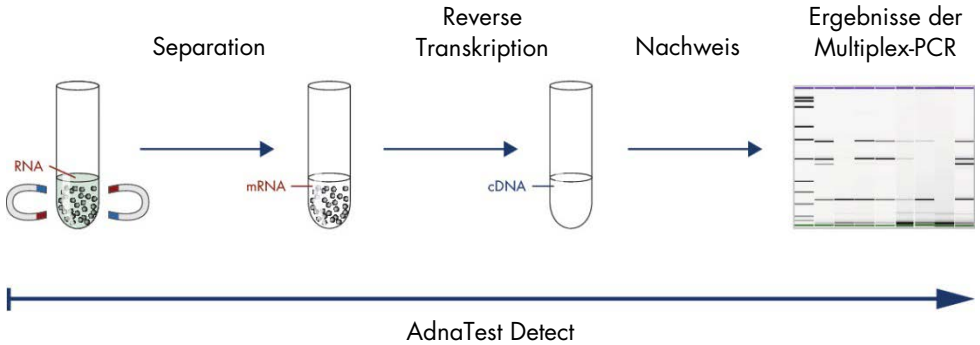 Separation
Reverse
Transkription
Nachweis
Ergebnisse der
Multiplex-PCR
RNA
mRNA
cDNA
AdnaTest Detect